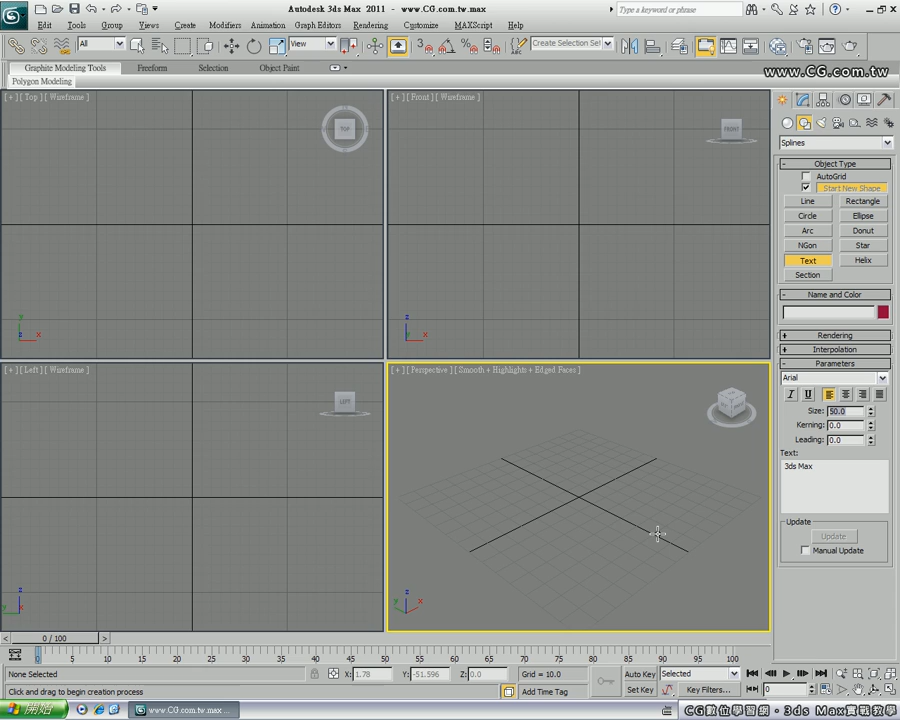 Autodesk 3ds Max 2011 - www.CG.com.tw.max
Type a keyword or phrase
Edit Tools Group Views Create Modifiers Animation Graph Editors Rendering Customize MAXScript Help
All View Create Selection Set
Graphite Modeling Tools Freeform Selection Object Paint
Polygon Modeling
www.CG.com.tw
[ + ] [ Top ] [ Wireframe ]
TOP
[ + ] [ Front ] [ Wireframe ]
FRONT
[ + ] [ Left ] [ Wireframe ]
LEFT
[ + ] [ Perspective ] [ Smooth + Highlights + Edged Faces ]
y
z
x
z
y
x
z
y
x
z
y
x
Splines
- Object Type
AutoGrid
Start New Shape
Line Rectangle
Circle Ellipse
Arc Donut
NGon Star
Text Helix
Section
- Name and Color
+ Rendering
+ Interpolation
- Parameters
Arial
I U
Size: 50.0
Kerning: 0.0
Leading: 0.0
Text:
3ds Max
Update
Update
Manual Update
< 0 / 100 >
0 5 10 15 20 25 30 35 40 45 50 55 60 65 70 75 80 85 90 95 100
None Selected X: 1.78 Y: -51.596 Z: 0.0 Grid = 10.0 Auto Key Selected
Click and drag to begin creation process Add Time Tag Set Key Key Filters... 0
開始 www.CG.com.tw.max ... CG數位學習網·3ds Max實戰教學